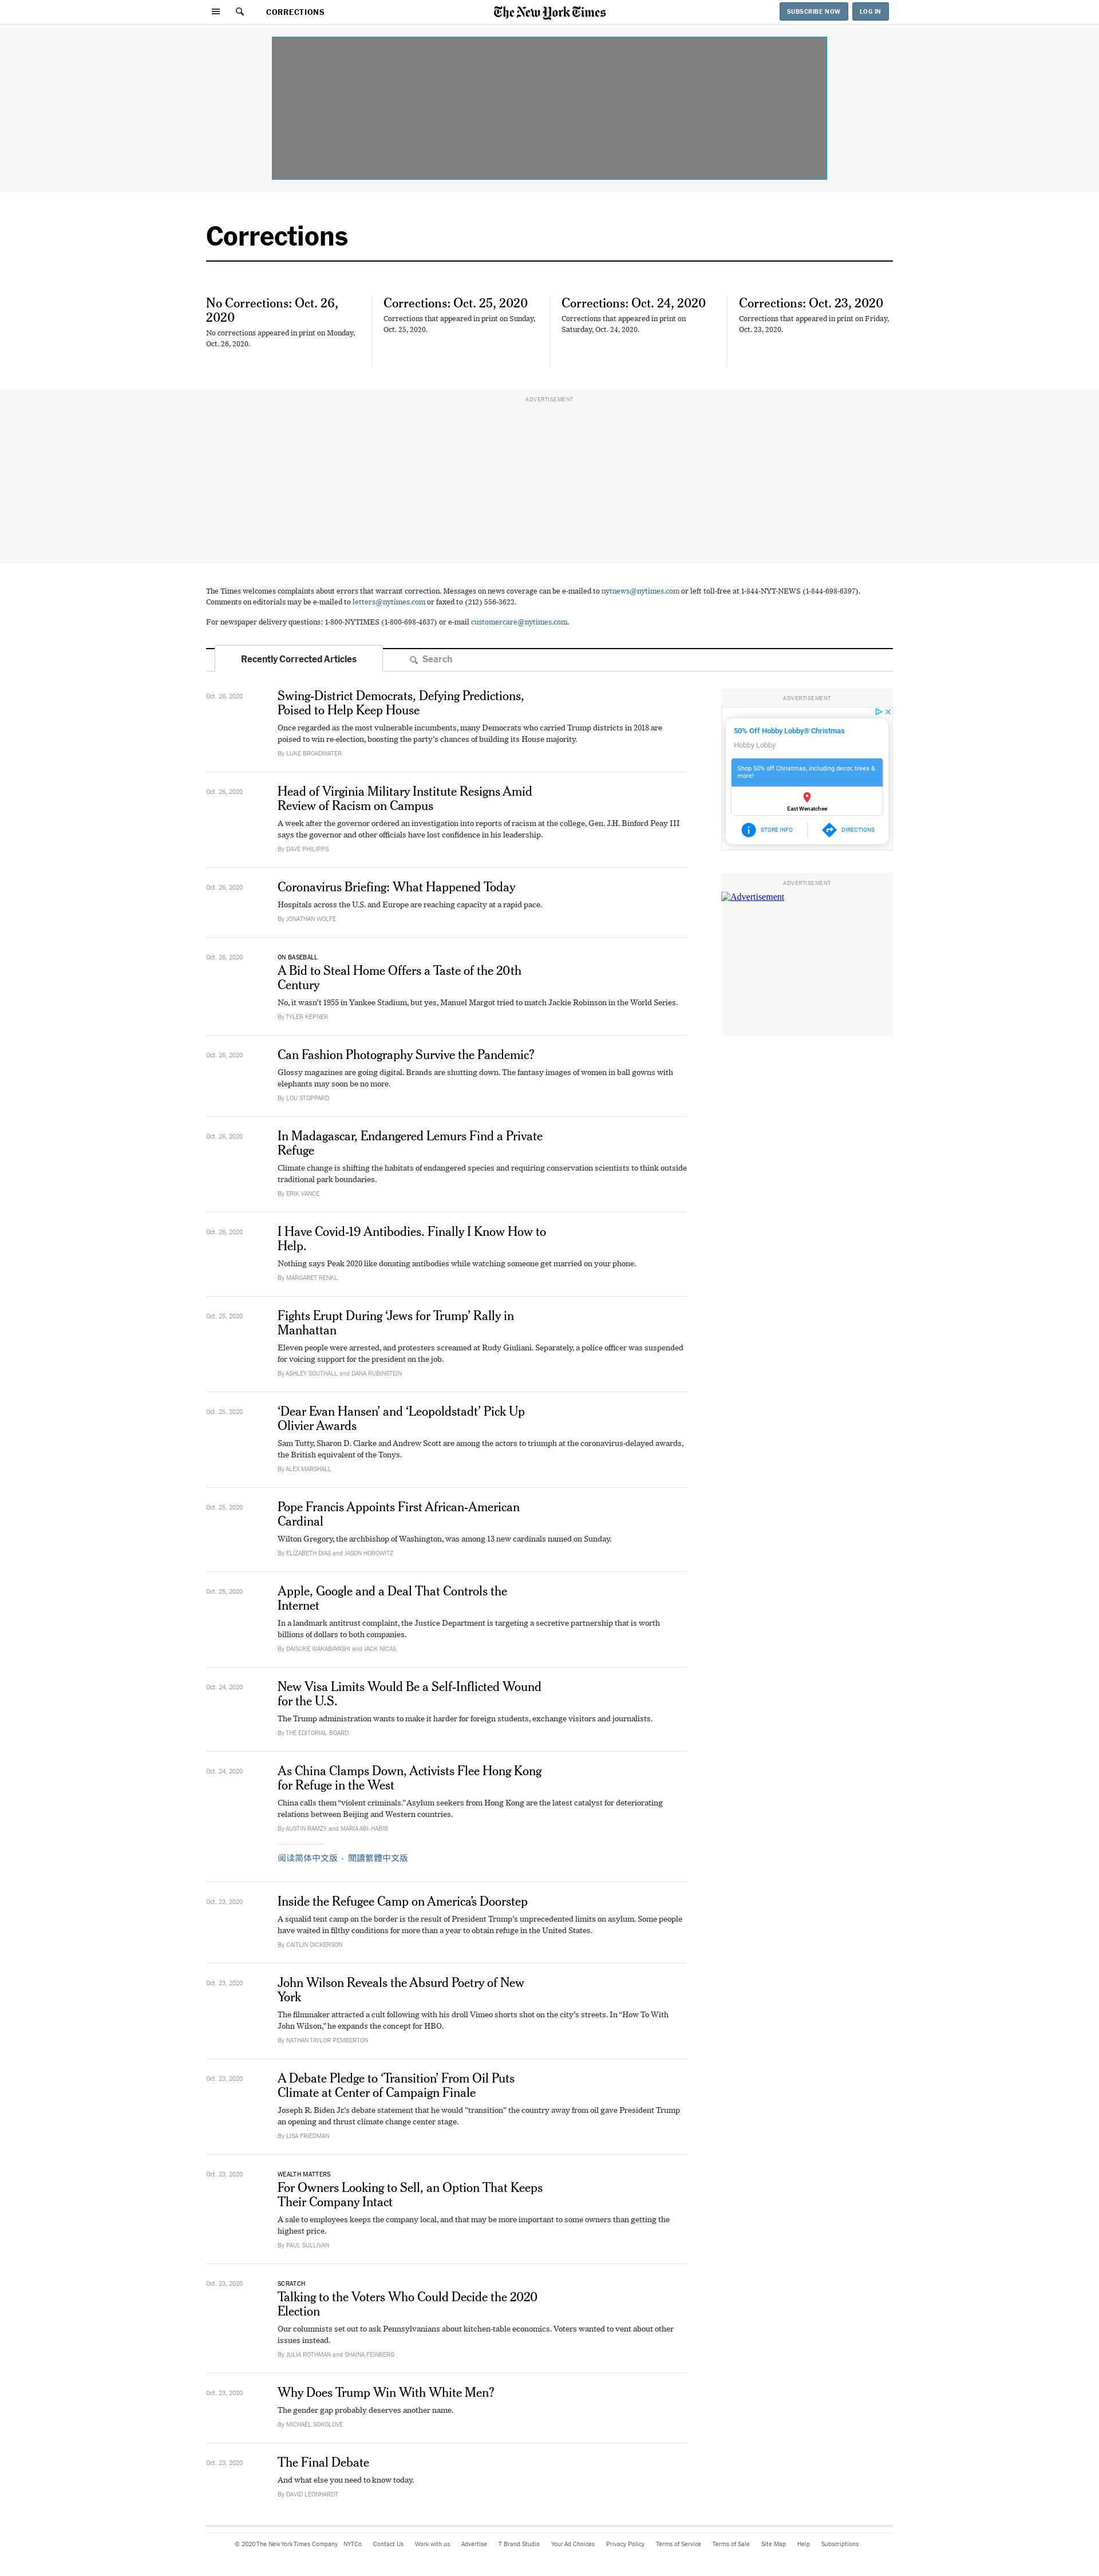 CORRECTIONS
The New York Times
SUBSCRIBE NOW
LOG IN
Corrections
No Corrections: Oct. 26,
2020
No corrections appeared in print on Monday,
Oct. 26, 2020.
Corrections: Oct. 25, 2020
Corrections that appeared in print on Sunday,
Oct. 25, 2020.
Corrections: Oct. 24, 2020
Corrections that appeared in print on
Saturday, Oct. 24, 2020.
Corrections: Oct. 23, 2020
Corrections that appeared in print on Friday,
Oct. 23, 2020.
ADVERTISEMENT
The Times welcomes complaints about errors that warrant correction. Messages on news coverage can be e-mailed to nytnews@nytimes.com or left toll-free at 1-844-NYT-NEWS (1-844-698-6397).
Comments on editorials may be e-mailed to letters@nytimes.com or faxed to (212) 556-3622.
For newspaper delivery questions: 1-800-NYTIMES (1-800-698-4637) or e-mail customercare@nytimes.com.
Recently Corrected Articles
Search
Oct. 26, 2020
Swing-District Democrats, Defying Predictions,
Poised to Help Keep House
Once regarded as the most vulnerable incumbents, many Democrats who carried Trump districts in 2018 are
poised to win re-election, boosting the party's chances of building its House majority.
By LUKE BROADWATER
Oct. 26, 2020
Head of Virginia Military Institute Resigns Amid
Review of Racism on Campus
A week after the governor ordered an investigation into reports of racism at the college, Gen. J.H. Binford Peay III
says the governor and other officials have lost confidence in his leadership.
By DAVE PHILIPPS
Oct. 26, 2020
Coronavirus Briefing: What Happened Today
Hospitals across the U.S. and Europe are reaching capacity at a rapid pace.
By JONATHAN WOLFE
Oct. 26, 2020
ON BASEBALL
A Bid to Steal Home Offers a Taste of the 20th
Century
No, it wasn't 1955 in Yankee Stadium, but yes, Manuel Margot tried to match Jackie Robinson in the World Series.
By TYLER KEPNER
Oct. 26, 2020
Can Fashion Photography Survive the Pandemic?
Glossy magazines are going digital. Brands are shutting down. The fantasy images of women in ball gowns with
elephants may soon be no more.
By LOU STOPPARD
Oct. 26, 2020
In Madagascar, Endangered Lemurs Find a Private
Refuge
Climate change is shifting the habitats of endangered species and requiring conservation scientists to think outside
traditional park boundaries.
By ERIK VANCE
Oct. 26, 2020
I Have Covid-19 Antibodies. Finally I Know How to
Help.
Nothing says Peak 2020 like donating antibodies while watching someone get married on your phone.
By MARGARET RENKL
Oct. 25, 2020
Fights Erupt During ‘Jews for Trump’ Rally in
Manhattan
Eleven people were arrested, and protesters screamed at Rudy Giuliani. Separately, a police officer was suspended
for voicing support for the president on the job.
By ASHLEY SOUTHALL and DANA RUBINSTEIN
Oct. 25, 2020
‘Dear Evan Hansen’ and ‘Leopoldstadt’ Pick Up
Olivier Awards
Sam Tutty, Sharon D. Clarke and Andrew Scott are among the actors to triumph at the coronavirus-delayed awards,
the British equivalent of the Tonys.
By ALEX MARSHALL
Oct. 25, 2020
Pope Francis Appoints First African-American
Cardinal
Wilton Gregory, the archbishop of Washington, was among 13 new cardinals named on Sunday.
By ELIZABETH DIAS and JASON HOROWITZ
Oct. 25, 2020
Apple, Google and a Deal That Controls the
Internet
In a landmark antitrust complaint, the Justice Department is targeting a secretive partnership that is worth
billions of dollars to both companies.
By DAISUKE WAKABAYASHI and JACK NICAS
Oct. 24, 2020
New Visa Limits Would Be a Self-Inflicted Wound
for the U.S.
The Trump administration wants to make it harder for foreign students, exchange visitors and journalists.
By THE EDITORIAL BOARD
Oct. 24, 2020
As China Clamps Down, Activists Flee Hong Kong
for Refuge in the West
China calls them “violent criminals.” Asylum seekers from Hong Kong are the latest catalyst for deteriorating
relations between Beijing and Western countries.
By AUSTIN RAMZY and MARIA ABI-HABIB
阅读简体中文版 • 閱讀繁體中文版
Oct. 23, 2020
Inside the Refugee Camp on America’s Doorstep
A squalid tent camp on the border is the result of President Trump’s unprecedented limits on asylum. Some people
have waited in filthy conditions for more than a year to obtain refuge in the United States.
By CAITLIN DICKERSON
Oct. 23, 2020
John Wilson Reveals the Absurd Poetry of New
York
The filmmaker attracted a cult following with his droll Vimeo shorts shot on the city’s streets. In “How To With
John Wilson,” he expands the concept for HBO.
By NATHAN TAYLOR PEMBERTON
Oct. 23, 2020
A Debate Pledge to ‘Transition’ From Oil Puts
Climate at Center of Campaign Finale
Joseph R. Biden Jr.'s debate statement that he would "transition" the country away from oil gave President Trump
an opening and thrust climate change center stage.
By LISA FRIEDMAN
Oct. 23, 2020
WEALTH MATTERS
For Owners Looking to Sell, an Option That Keeps
Their Company Intact
A sale to employees keeps the company local, and that may be more important to some owners than getting the
highest price.
By PAUL SULLIVAN
Oct. 23, 2020
SCRATCH
Talking to the Voters Who Could Decide the 2020
Election
Our columnists set out to ask Pennsylvanians about kitchen-table economics. Voters wanted to vent about other
issues instead.
By JULIA ROTHMAN and SHAINA FEINBERG
Oct. 23, 2020
Why Does Trump Win With White Men?
The gender gap probably deserves another name.
By MICHAEL SOKOLOVE
Oct. 23, 2020
The Final Debate
And what else you need to know today.
By DAVID LEONHARDT
ADVERTISEMENT
50% Off Hobby Lobby® Christmas
Hobby Lobby
Shop 50% off Christmas, including decor, trees &
more!
East Wenatchee
STORE INFO
DIRECTIONS
ADVERTISEMENT
Advertisement
© 2020 The New York Times Company
NYTCo
Contact Us
Work with us
Advertise
T Brand Studio
Your Ad Choices
Privacy Policy
Terms of Service
Terms of Sale
Site Map
Help
Subscriptions